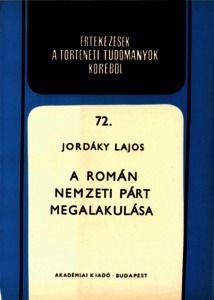 ÉRTEKEZÉSEK
A TÖRTÉNETI TUDOMÁNYOK
KÖRÉBŐL
72.
JORDÁKY LAJOS
A ROMÁN
NEMZETI PÁRT
MEGALAKULÁSA
AKADÉMIAI KIADÓ · BUDAPEST